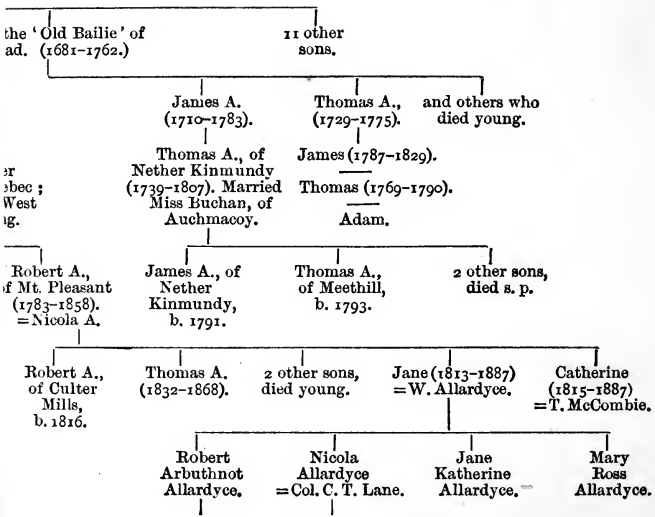 the ‘Old Bailie’ of 11 other
ad. (1681–1762.) sons.
James A. Thomas A., and others who
(1710–1783). (1729–1775). died young.
Thomas A., of James (1787–1829).
er Nether Kinmundy
ebec; (1739–1807). Married Thomas (1769–1790).
West Miss Buchan, of
ng. Auchmacoy. Adam.
Robert A., James A., of Thomas A., 2 other sons,
of Mt. Pleasant Nether of Meethill, died s. p.
(1783–1858). Kinmundy, b. 1793.
=Nicola A. b. 1791.
Robert A., Thomas A. 2 other sons, Jane (1813–1887) Catherine
of Culter (1832–1868). died young. =W. Allardyce. (1815–1887)
Mills, =T. McCombie.
b. 1816.
Robert Nicola Jane Mary
Arbuthnot Allardyce Katherine Ross
Allardyce. =Col. C. T. Lane. Allardyce. Allardyce.